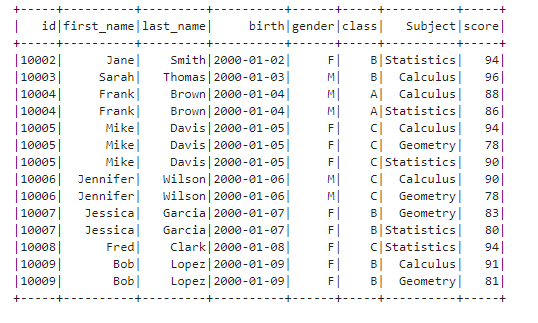 +-----+----------+---------+----------+------+-----+----------+-----+
|   id|first_name|last_name|     birth|gender|class|   Subject|score|
+-----+----------+---------+----------+------+-----+----------+-----+
|10002|      Jane|    Smith|2000-01-02|     F|    B|Statistics|   94|
|10003|     Sarah|   Thomas|2000-01-03|     M|    B|  Calculus|   96|
|10004|     Frank|    Brown|2000-01-04|     M|    A|  Calculus|   88|
|10004|     Frank|    Brown|2000-01-04|     M|    A|Statistics|   86|
|10005|      Mike|    Davis|2000-01-05|     F|    C|  Calculus|   94|
|10005|      Mike|    Davis|2000-01-05|     F|    C|  Geometry|   78|
|10005|      Mike|    Davis|2000-01-05|     F|    C|Statistics|   90|
|10006|  Jennifer|   Wilson|2000-01-06|     M|    C|  Calculus|   90|
|10006|  Jennifer|   Wilson|2000-01-06|     M|    C|  Geometry|   78|
|10007|   Jessica|   Garcia|2000-01-07|     F|    B|  Geometry|   83|
|10007|   Jessica|   Garcia|2000-01-07|     F|    B|Statistics|   80|
|10008|      Fred|    Clark|2000-01-08|     F|    C|Statistics|   94|
|10009|       Bob|    Lopez|2000-01-09|     F|    B|  Calculus|   91|
|10009|       Bob|    Lopez|2000-01-09|     F|    B|  Geometry|   81|
+-----+----------+---------+----------+------+-----+----------+-----+